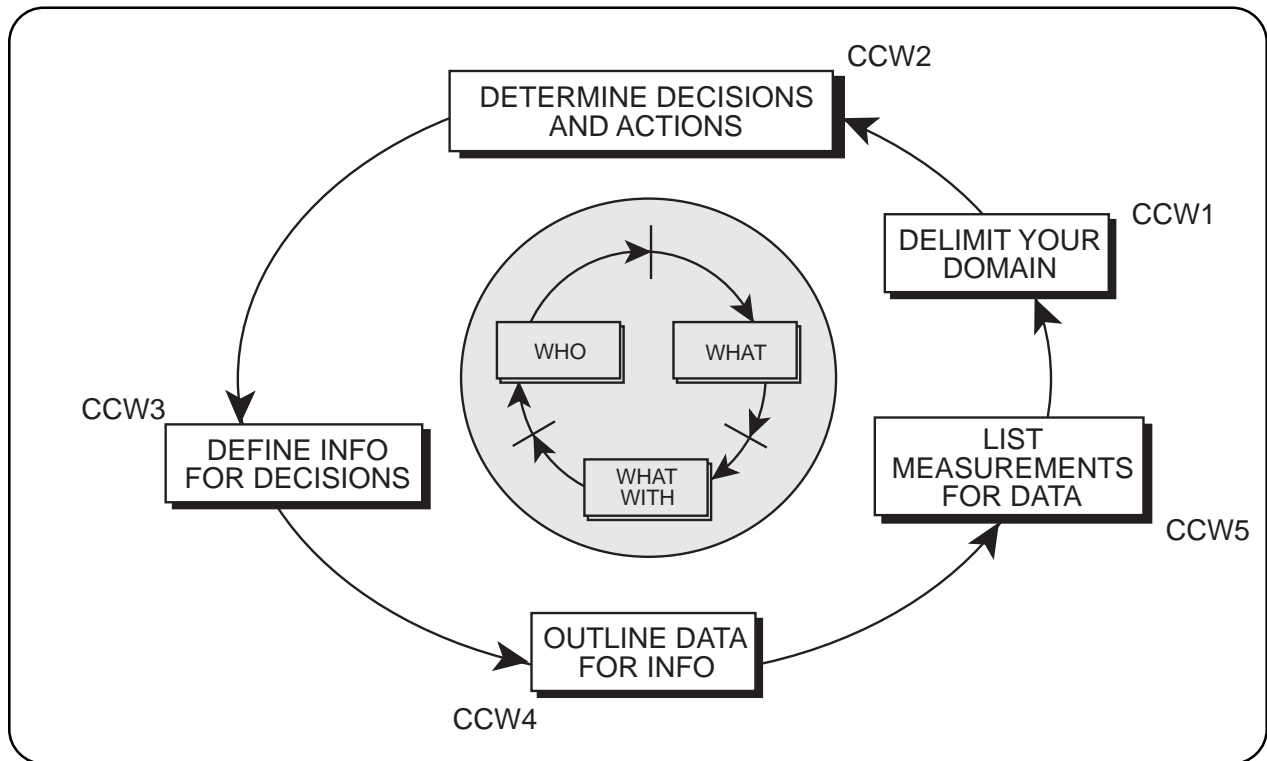 CCW2
DETERMINE DECISIONS
AND ACTIONS
CCW1
DELIMIT YOUR
DOMAIN
WHO
WHAT
WHAT
WITH
CCW3
DEFINE INFO
FOR DECISIONS
LIST
MEASUREMENTS
FOR DATA
CCW5
OUTLINE DATA
FOR INFO
CCW4